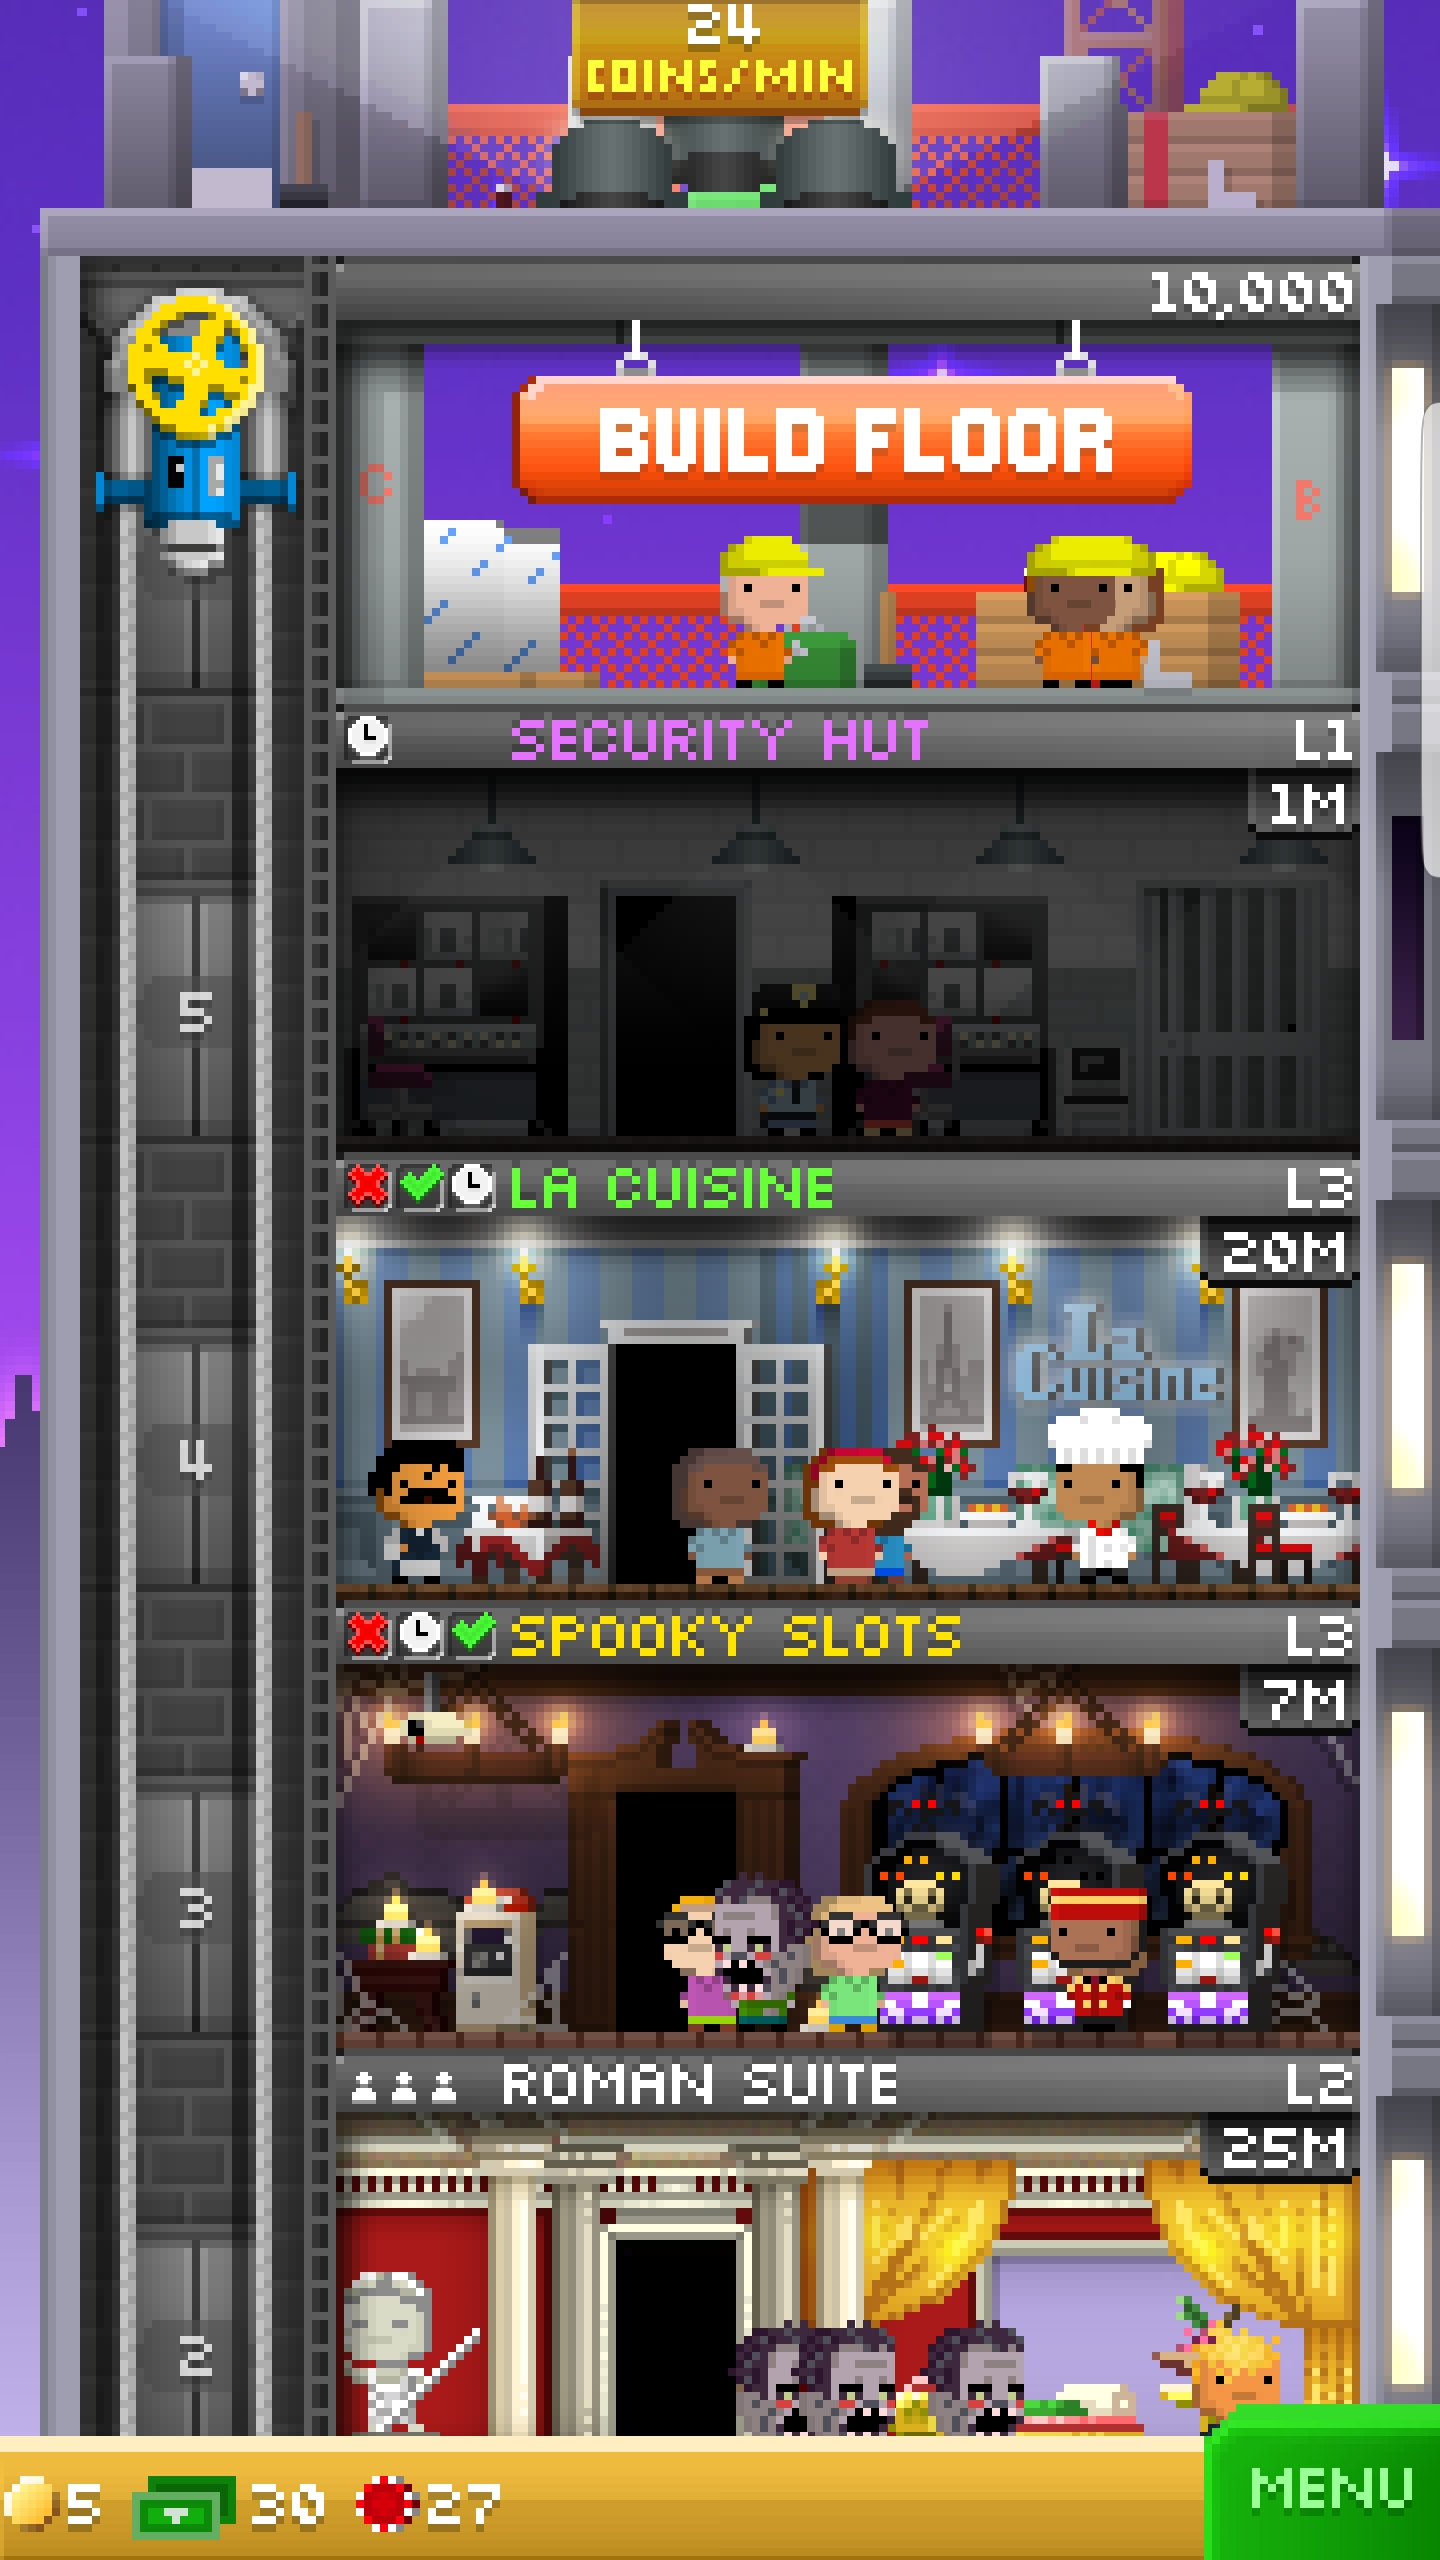 24
COINS/MIN
10,000
BUILD FLOOR
C
B
SECURITY HUT L1
1M
5
LA CUISINE L3
20M
La
Cuisine
4
SPOOKY SLOTS L3
7M
3
ROMAN SUITE L2
25M
2
5 30 27
MENU